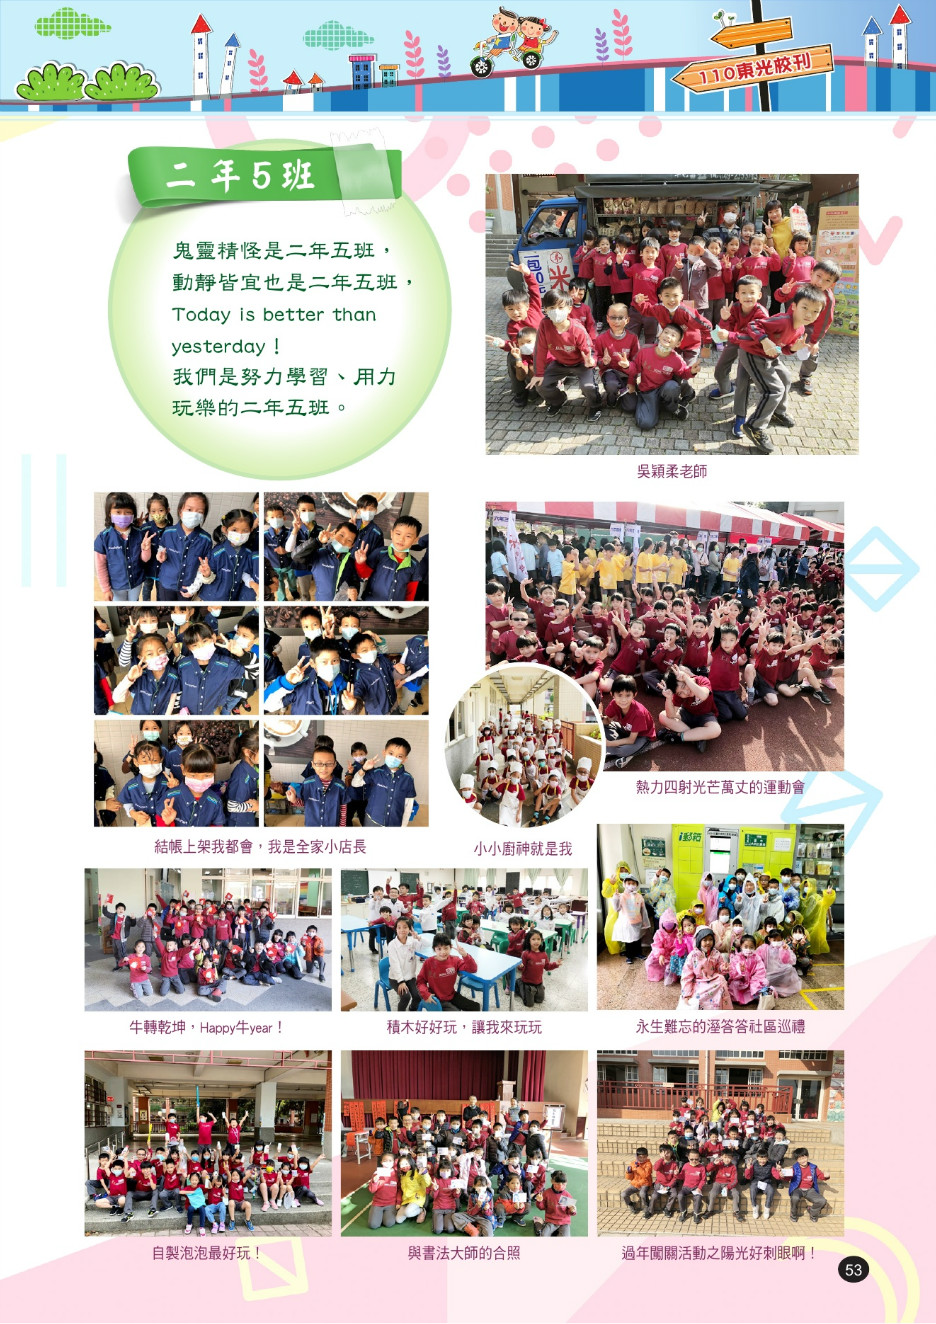 110東光校刊
二年5班
鬼靈精怪是二年五班，
動靜皆宜也是二年五班，
Today is better than
yesterday！
我們是努力學習、用力
玩樂的二年五班。
米
吳穎柔老師
熱力四射光芒萬丈的運動會
結帳上架我都會，我是全家小店長
小小廚神就是我
i郵箱
牛轉乾坤，Happy牛year！
積木好好玩，讓我來玩玩
永生難忘的溼答答社區巡禮
自製泡泡最好玩！
與書法大師的合照
過年闖關活動之陽光好刺眼啊！
53